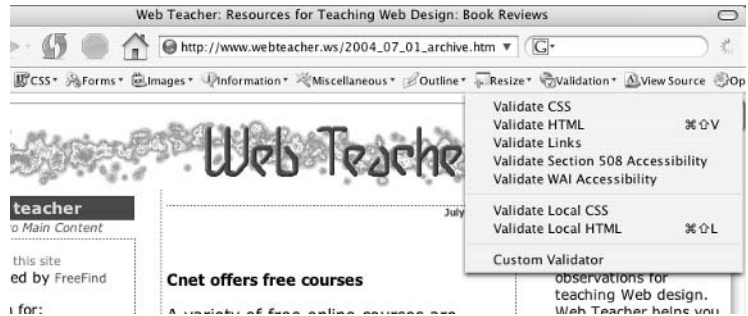 Web Teacher: Resources for Teaching Web Design: Book Reviews
http://www.webteacher.ws/2004_07_01_archive.htm G
CSS Forms Images Information Miscellaneous Outline Resize Validation View Source Op
Validate CSS
Validate HTML ⌘⇧V
Validate Links
Validate Section 508 Accessibility
Validate WAI Accessibility
Validate Local CSS
Validate Local HTML ⌘⇧L
Custom Validator
Web Teache
teacher
o Main Content
this site
ed by FreeFind
for:
July
Cnet offers free courses
A variety of free online courses are
observations for
teaching Web design.
Web Teacher helps you